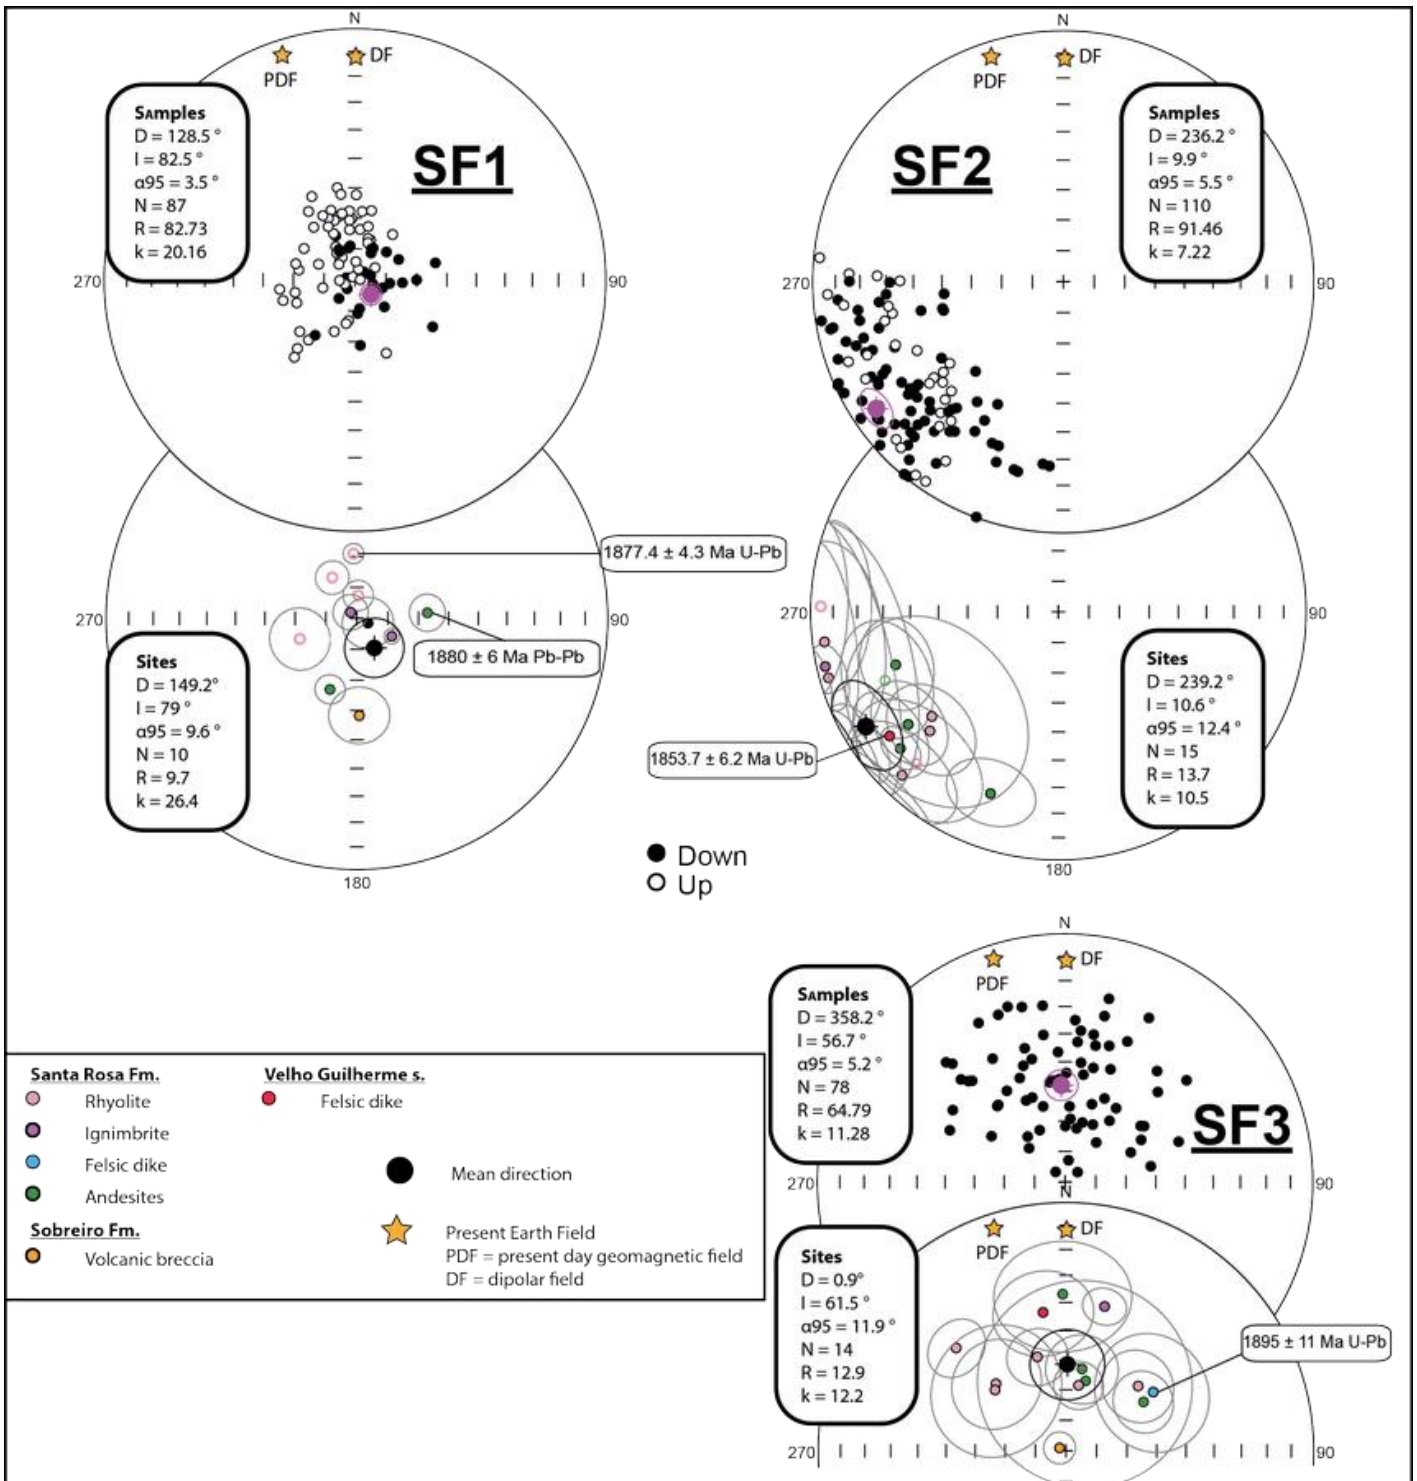 N
PDF
DF
SAmples
D = 128.5 °
I = 82.5 °
α95 = 3.5 °
N = 87
R = 82.73
k = 20.16
SF1
270
90
N
PDF
DF
SF2
SAmples
D = 236.2 °
I = 9.9 °
α95 = 5.5 °
N = 110
R = 91.46
k = 7.22
270
90
1877.4 ± 4.3 Ma U-Pb
270
90
1880 ± 6 Ma Pb-Pb
Sites
D = 149.2°
I = 79 °
α95 = 9.6 °
N = 10
R = 9.7
k = 26.4
180
270
90
1853.7 ± 6.2 Ma U-Pb
Sites
D = 239.2 °
I = 10.6 °
α95 = 12.4 °
N = 15
R = 13.7
k = 10.5
180
Down
Up
N
PDF
DF
SAmples
D = 358.2 °
I = 56.7 °
α95 = 5.2 °
N = 78
R = 64.79
k = 11.28
SF3
270
90
N
PDF
DF
Sites
D = 0.9°
I = 61.5 °
α95 = 11.9 °
N = 14
R = 12.9
k = 12.2
1895 ± 11 Ma U-Pb
270
90
Santa Rosa Fm.
Rhyolite
Ignimbrite
Felsic dike
Andesites
Sobreiro Fm.
Volcanic breccia
Velho Guilherme s.
Felsic dike
Mean direction
Present Earth Field
PDF = present day geomagnetic field
DF = dipolar field